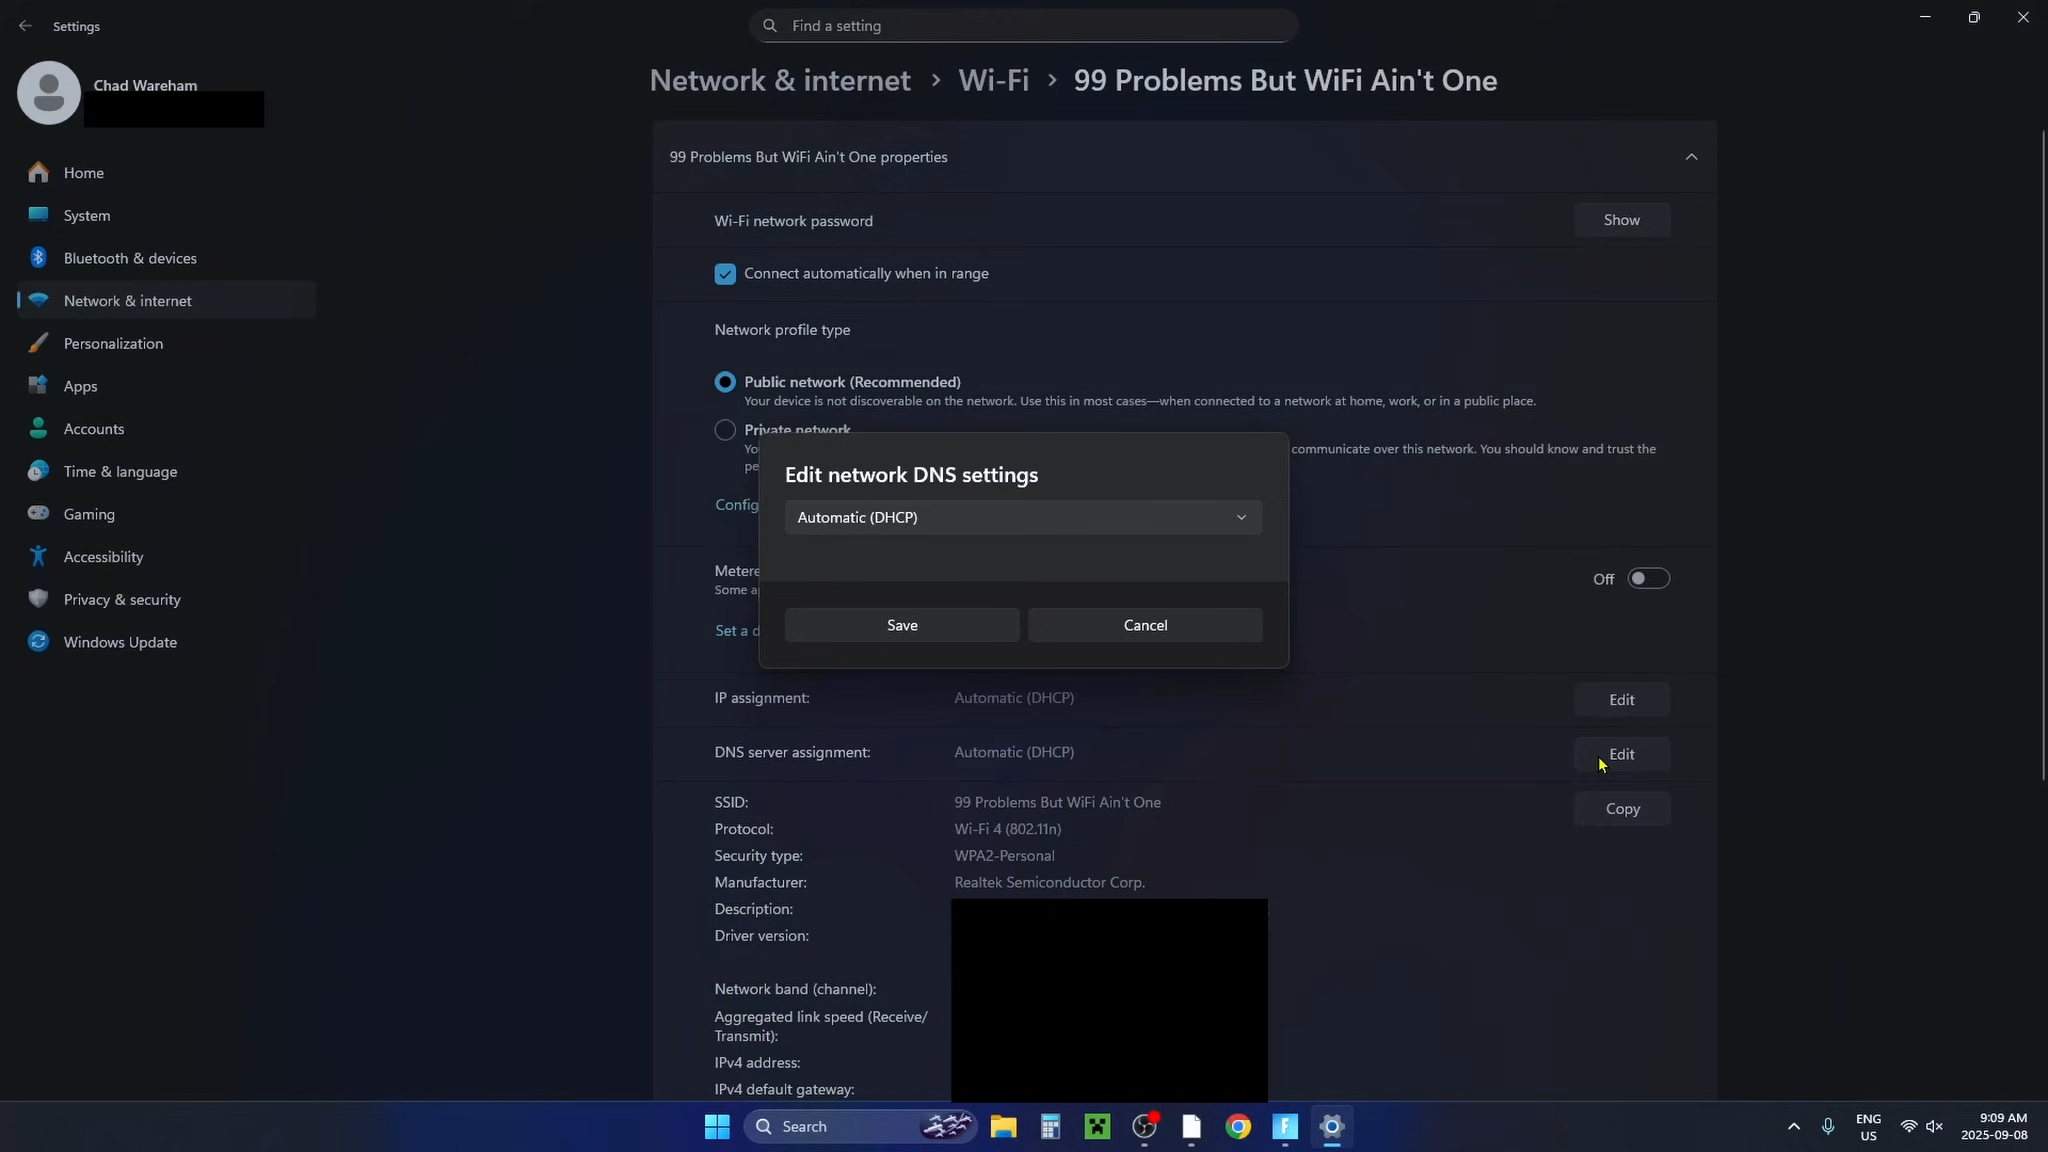 Settings
Find a setting
Chad Wareham
Home
System
Bluetooth & devices
Network & internet
Personalization
Apps
Accounts
Time & language
Gaming
Accessibility
Privacy & security
Windows Update
Network & internet > Wi-Fi > 99 Problems But WiFi Ain't One
99 Problems But WiFi Ain't One properties
Wi-Fi network password
Show
Connect automatically when in range
Network profile type
Public network (Recommended)
Your device is not discoverable on the network. Use this in most cases—when connected to a network at home, work, or in a public place.
Private network
communicate over this network. You should know and trust the
Edit network DNS settings
Automatic (DHCP)
Save
Cancel
Off
Set a
IP assignment: Automatic (DHCP)
Edit
DNS server assignment: Automatic (DHCP)
Edit
SSID: 99 Problems But WiFi Ain't One
Copy
Protocol: Wi-Fi 4 (802.11n)
Security type: WPA2-Personal
Manufacturer: Realtek Semiconductor Corp.
Description:
Driver version:
Network band (channel):
Aggregated link speed (Receive/
Transmit):
IPv4 address:
IPv4 default gateway:
Search
ENG
US
9:09 AM
2025-09-08